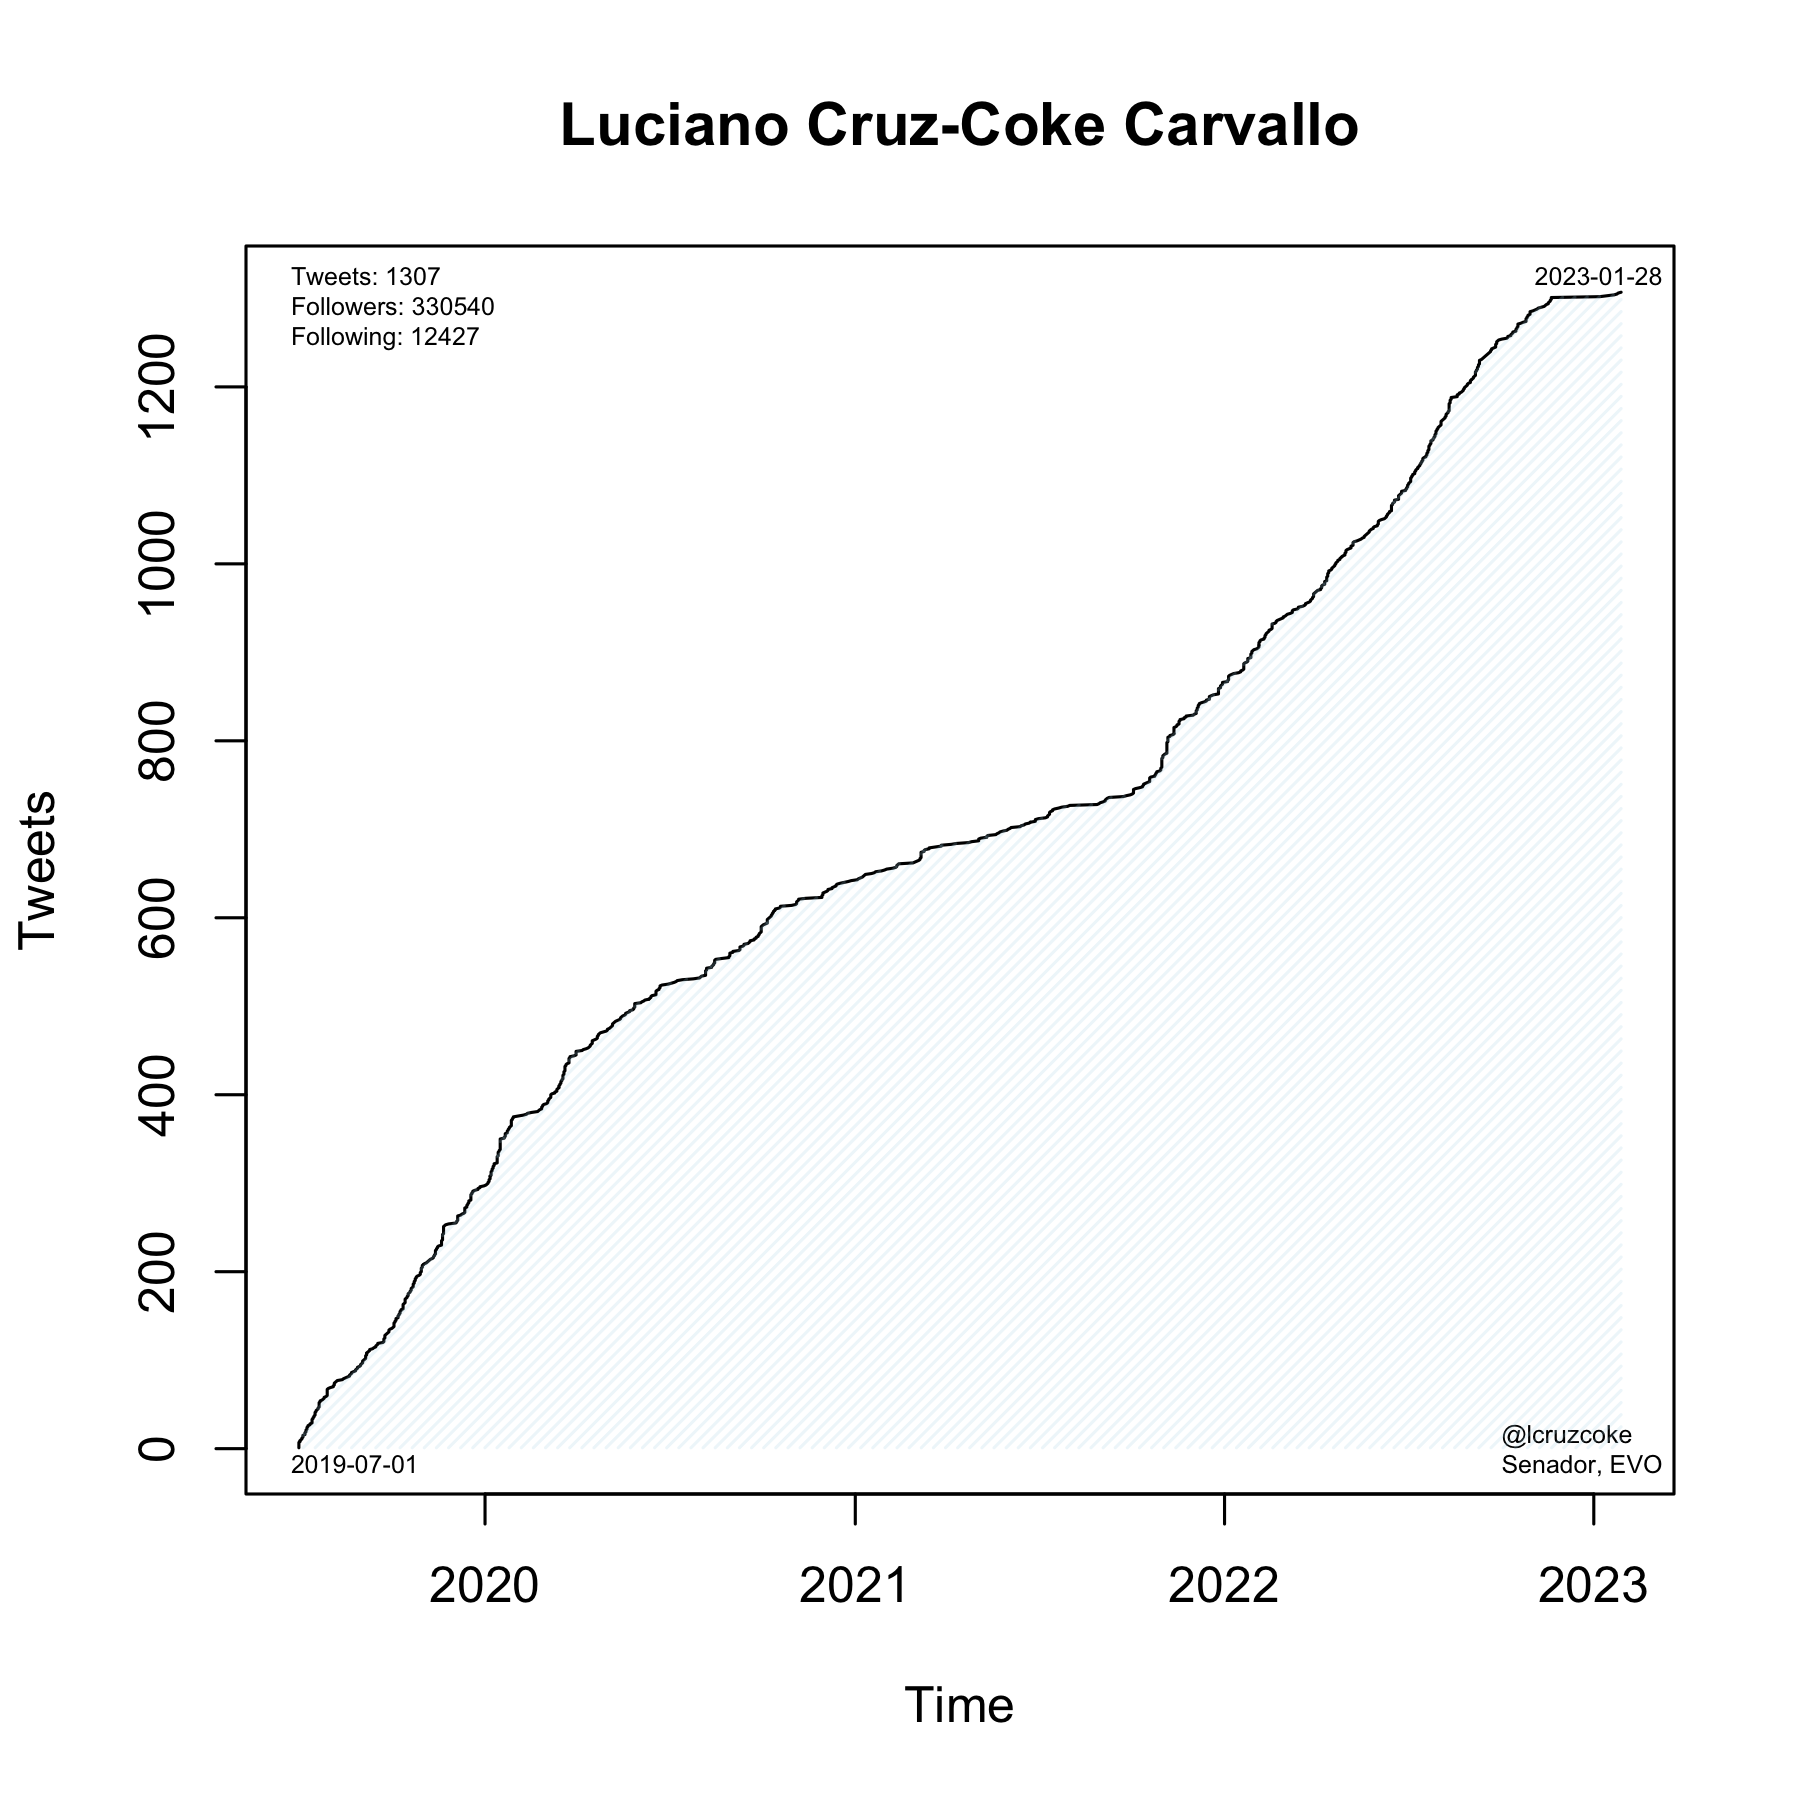 Luciano Cruz-Coke Carvallo
Tweets: 1307
Followers: 330540
Following: 12427
2023-01-28
Tweets
1200
1000
800
600
400
200
0
2019-07-01
@lcruzcoke
Senador, EVO
2020
2021
2022
2023
Time